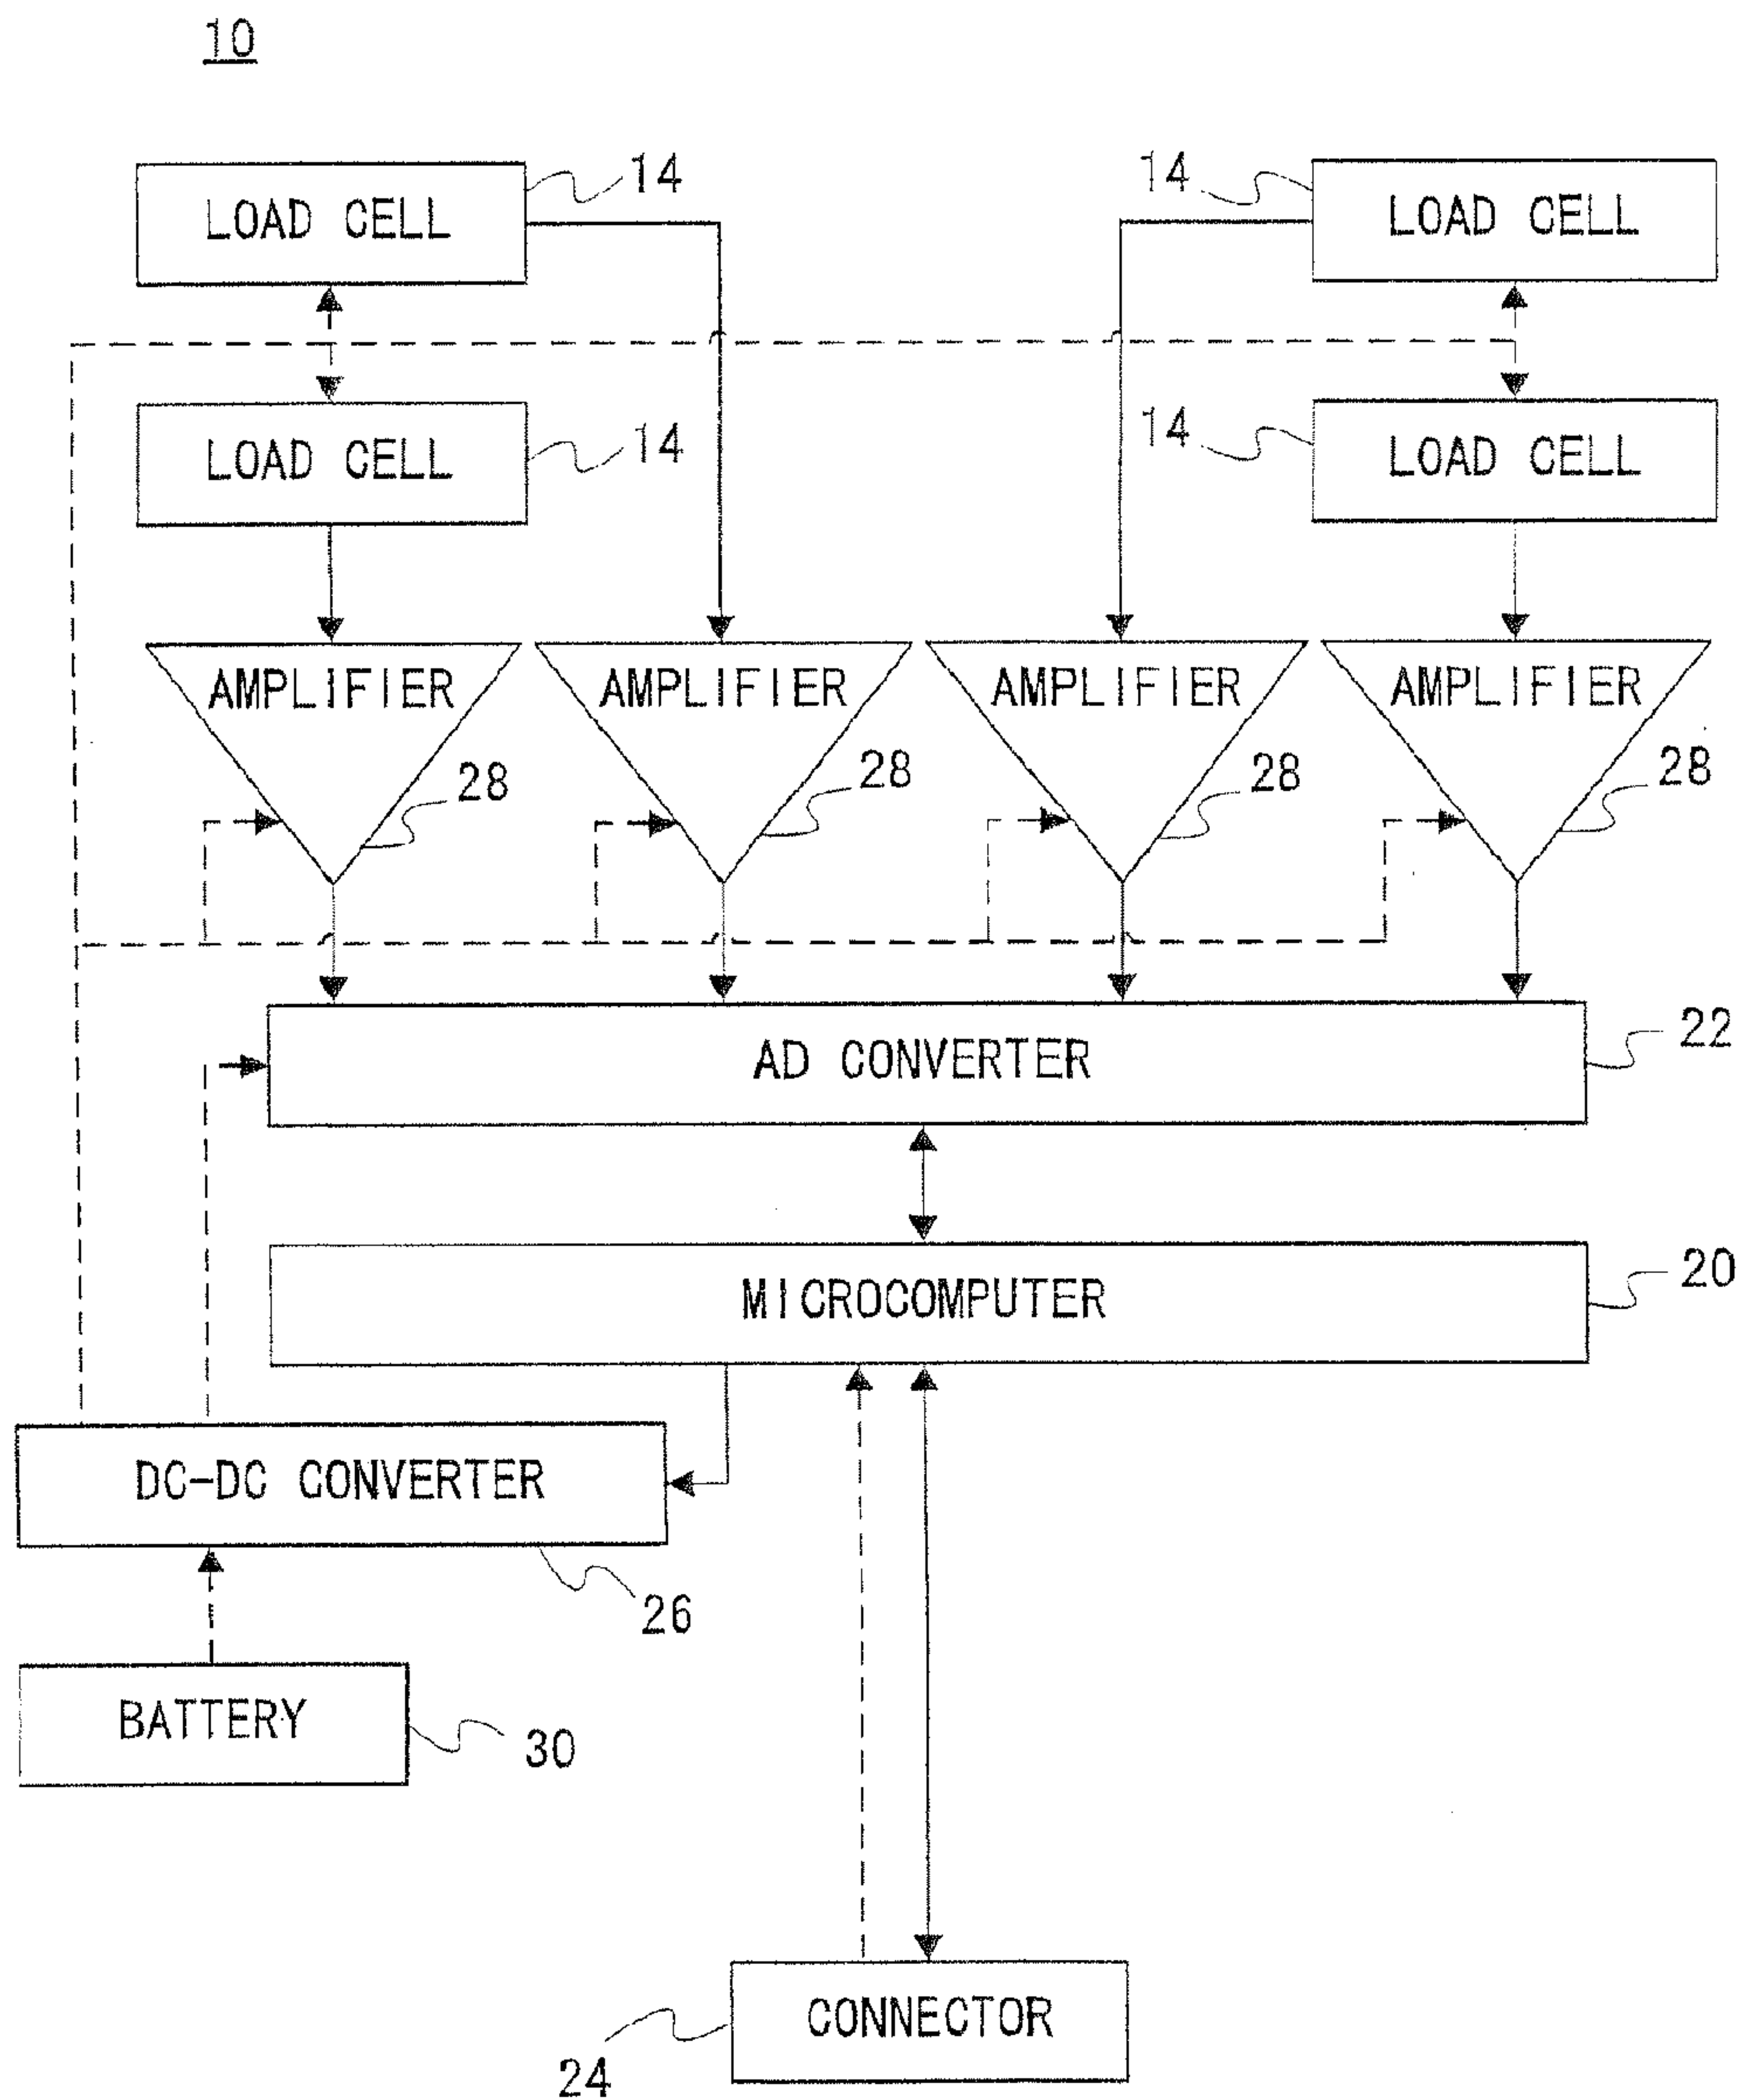 10
LOAD CELL 14 14 LOAD CELL
LOAD CELL 14 14 LOAD CELL
AMPLIFIER AMPLIFIER AMPLIFIER AMPLIFIER
28 28 28 28
AD CONVERTER 22
MICROCOMPUTER 20
DC-DC CONVERTER
26
BATTERY 30
CONNECTOR
24